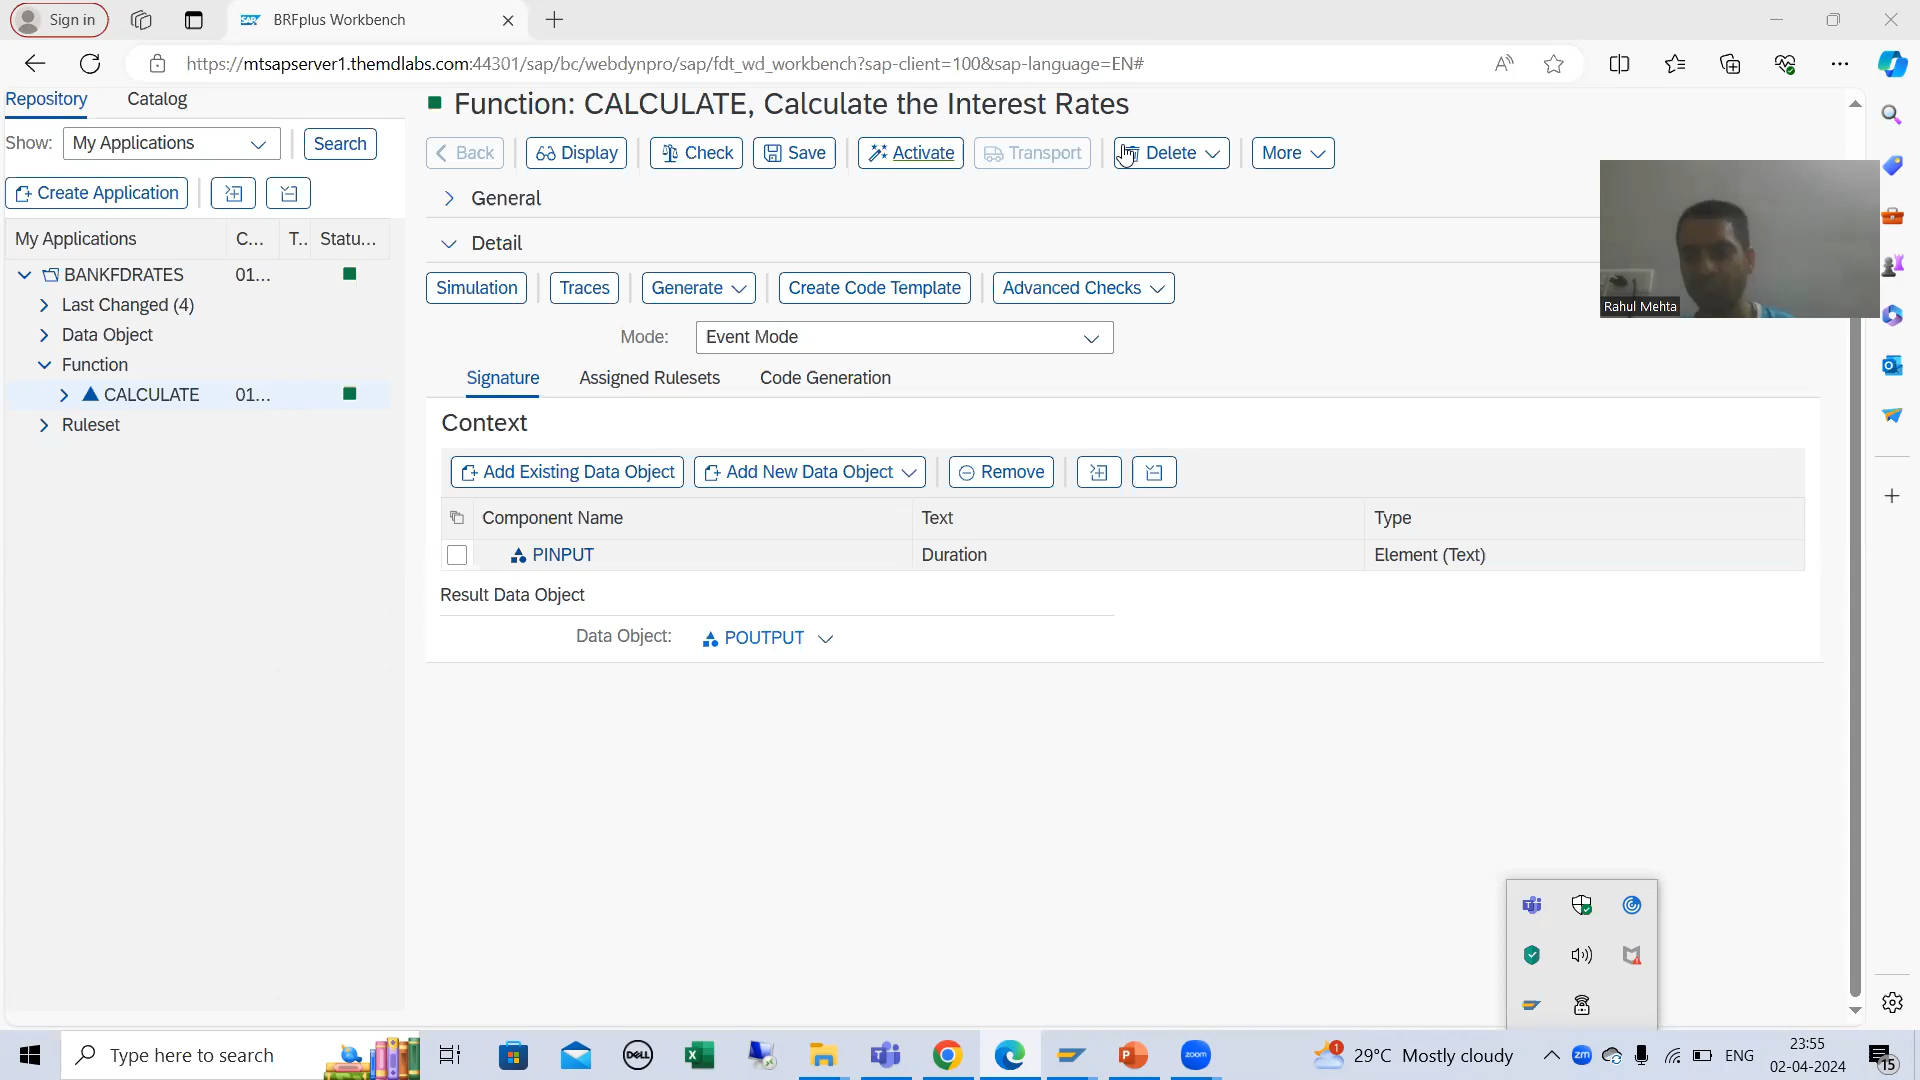 Sign in
BRFplus Workbench
https://mtsapserver1.themdlabs.com:44301/sap/bc/webdynpro/sap/fdt_wd_workbench?sap-client=100&sap-language=EN#
Repository Catalog
Show: My Applications Search
Create Application
My Applications C... T.. Statu...
BANKFDRATES 01...
Last Changed (4)
Data Object
Function
CALCULATE 01...
Ruleset
Function: CALCULATE, Calculate the Interest Rates
Back Display Check Save Activate Transport Delete More
General
Detail
Simulation Traces Generate Create Code Template Advanced Checks
Mode: Event Mode
Signature Assigned Rulesets Code Generation
Context
Add Existing Data Object Add New Data Object Remove
Component Name Text Type
PINPUT Duration Element (Text)
Result Data Object
Data Object: POUTPUT
Rahul Mehta
Type here to search
29°C Mostly cloudy
ENG
23:55
02-04-2024
15